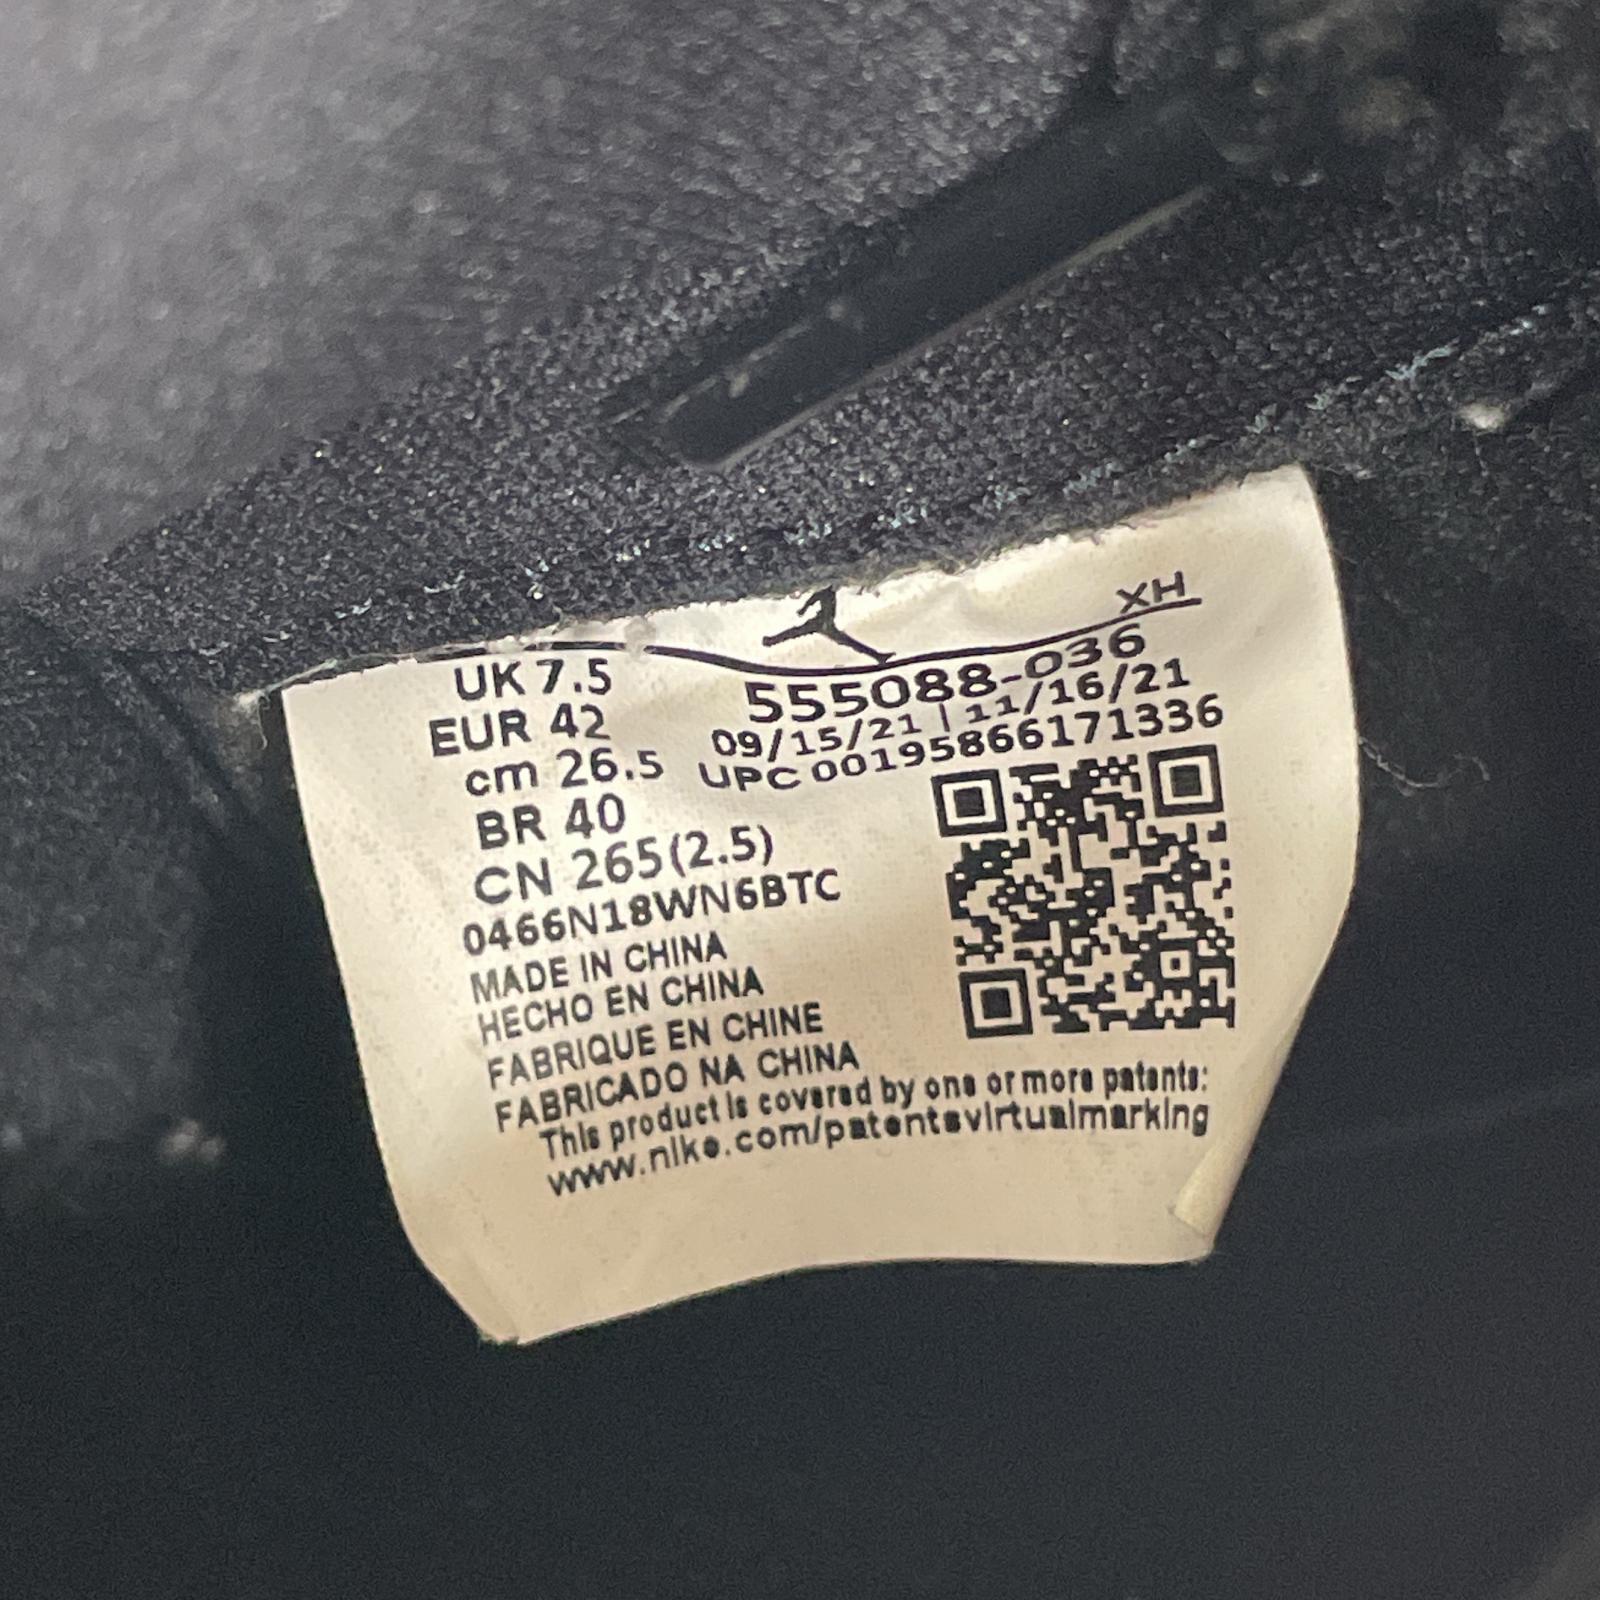 XH
UK 7.5
EUR 42
cm 26.5
BR 40
CN 265(2.5)
0466N18WN6BTC
MADE IN CHINA
HECHO EN CHINA
FABRIQUE EN CHINE
FABRICADO NA CHINA
555088-036
09/15/21 | 11/16/21
UPC 00195866171336
This product is covered by one or more patents:
www.nike.com/patentsvirtualmarking